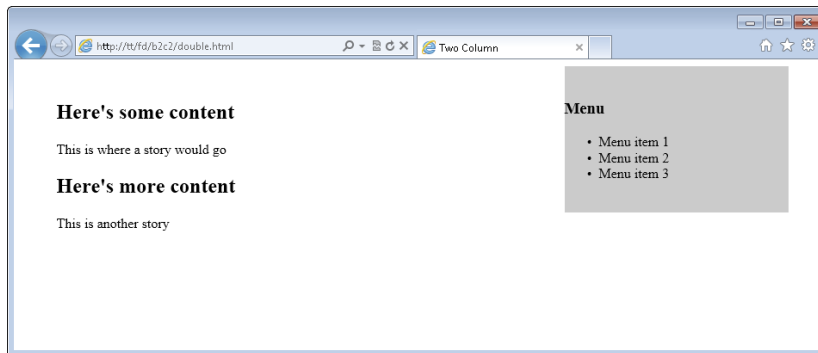 http://tt/fd/b2c2/double.html
Two Column
Here's some content
This is where a story would go
Here's more content
This is another story
Menu
• Menu item 1
• Menu item 2
• Menu item 3